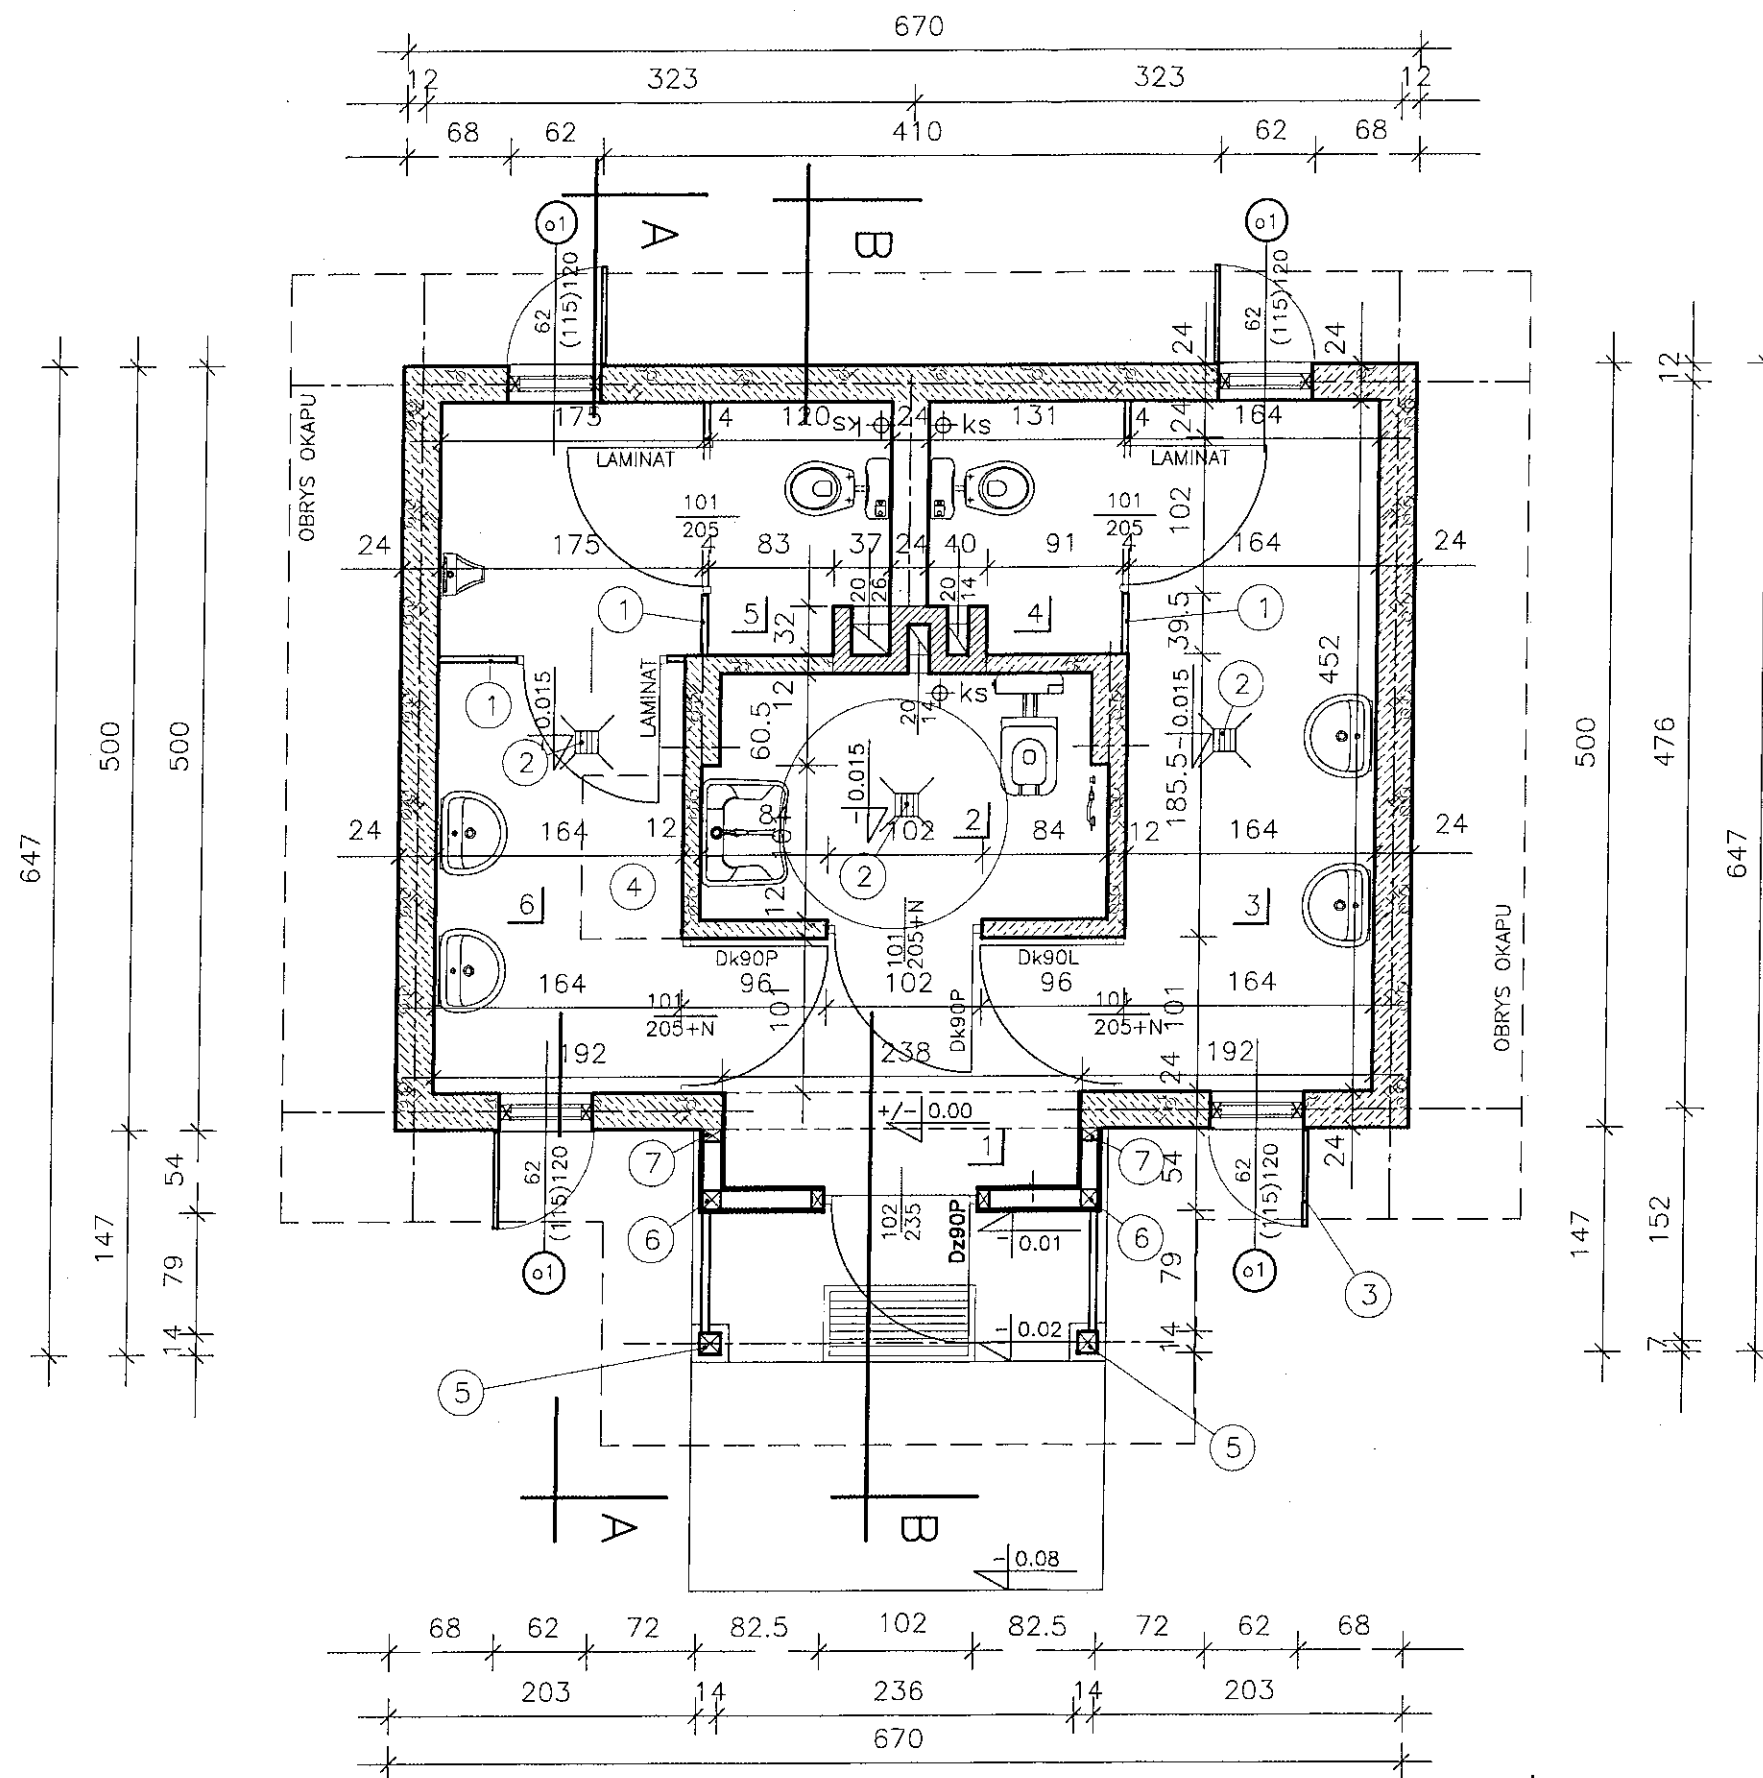 670
12 323 323 12
68 62 410 62 68
A B
o1 o1
62
(115)120
62
(115)120
24 24
12
OBRYS OKAPU
175 4 120 24 131 4 24 164
ks ks
LAMINAT LAMINAT
101
205
101
205
102
24 175 4 83 37 24 40 91 4 164 24
20
26
20
14
1 5 32 4 39.5 1
452
1 -0.015 LAMINAT 12 ks -0.015 2
20
14
60.5
500 500 500 476
2 -0.015 185.5
647 647
24 164 12 84 102 2 84 12 164 24
6 4 12 2 3
101
205+N
OBRYS OKAPU
Dk90P Dk90L
164 96 102 96 164
101 Dk90P 101
101
205+N
101
205+N
192 238 192
24
+/- 0.00
7 1 7
54 54 24
62
(115)120
62
(115)120
102
235
Dz90P
6 - 0.01 6
147 79 79 147 152
o1 o1 3
14 - 0.02 14 7
5 5
A B
- 0.08
68 62 72 82.5 102 82.5 72 62 68
203 14 236 14 203
670